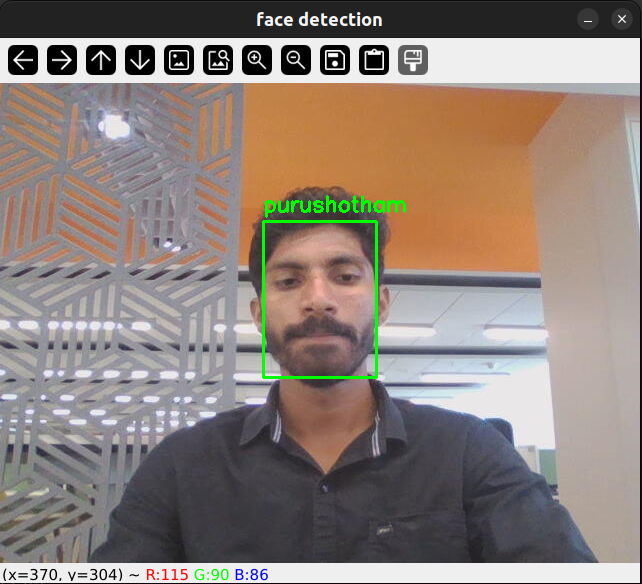 face detection
purushotham
(x=370, y=304) ~ R:115 G:90 B:86